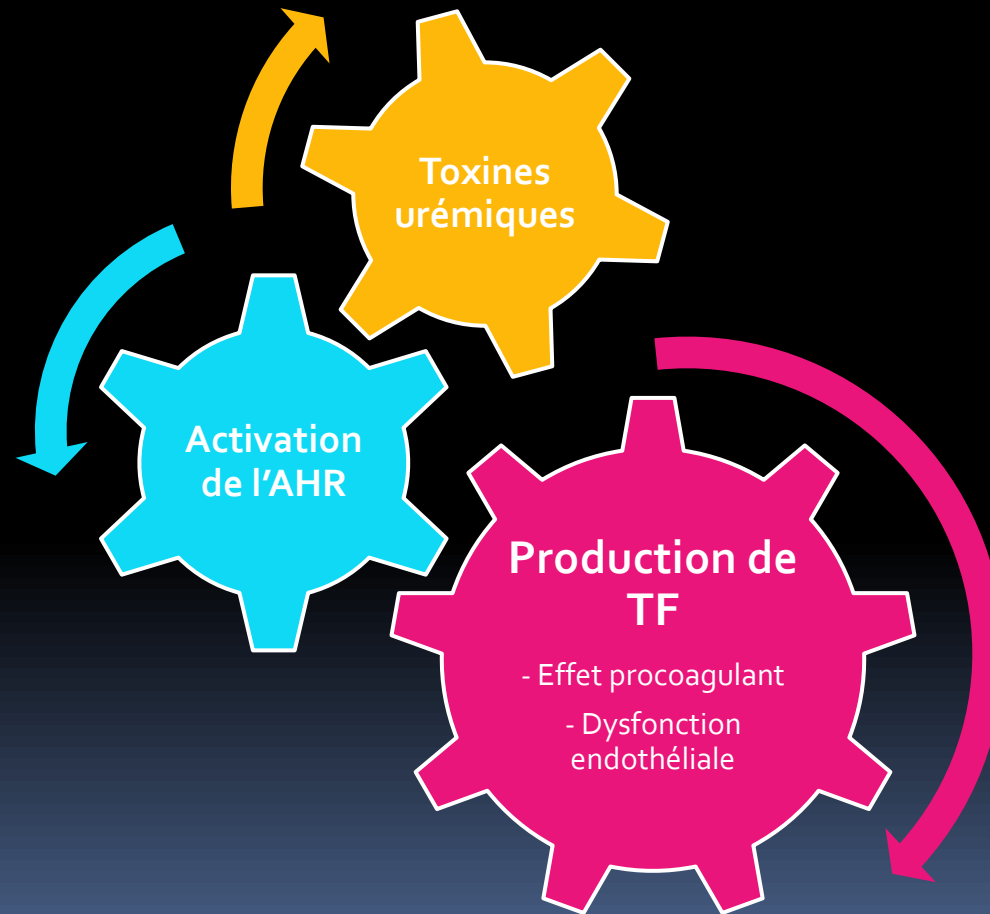 Toxines
urémiques
Activation
de l'AHR
Production de
TF
- Effet procoagulant
- Dysfonction
endothéliale